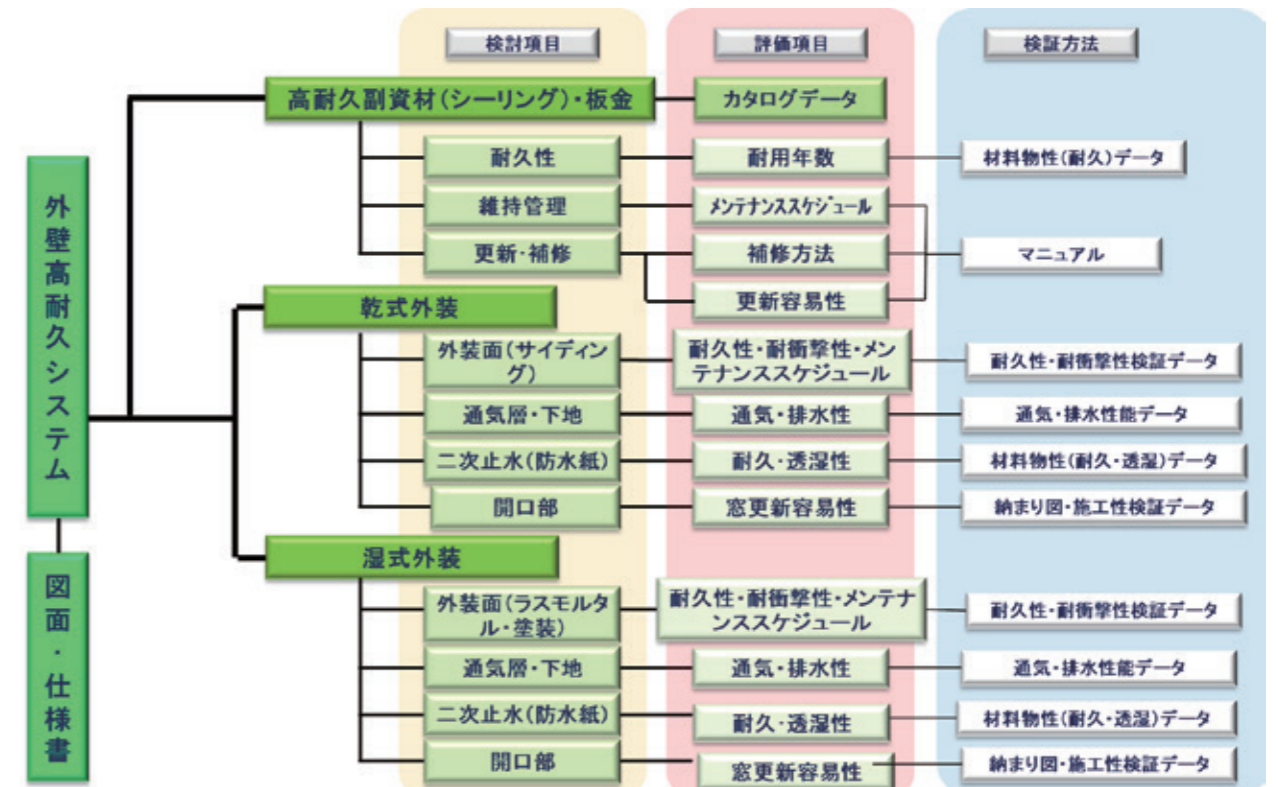 検討項目
評価項目
検証方法
外壁高耐久システム
図面・仕様書
高耐久副資材(シーリング)・板金
カタログデータ
耐久性
耐用年数
材料物性(耐久)データ
維持管理
メンテナンススケジュール
更新・補修
補修方法
マニュアル
更新容易性
乾式外装
外装面(サイディン
グ)
耐久性・耐衝撃性・メン
テナンススケジュール
耐久性・耐衝撃性検証データ
通気層・下地
通気・排水性
通気・排水性能データ
二次止水(防水紙)
耐久・透湿性
材料物性(耐久・透湿)データ
開口部
窓更新容易性
納まり図・施工性検証データ
湿式外装
外装面(ラスモルタ
ル・塗装)
耐久性・耐衝撃性・メンテナ
ンススケジュール
耐久性・耐衝撃性検証データ
通気層・下地
通気・排水性
通気・排水性能データ
二次止水(防水紙)
耐久・透湿性
材料物性(耐久・透湿)データ
開口部
窓更新容易性
納まり図・施工性検証データ